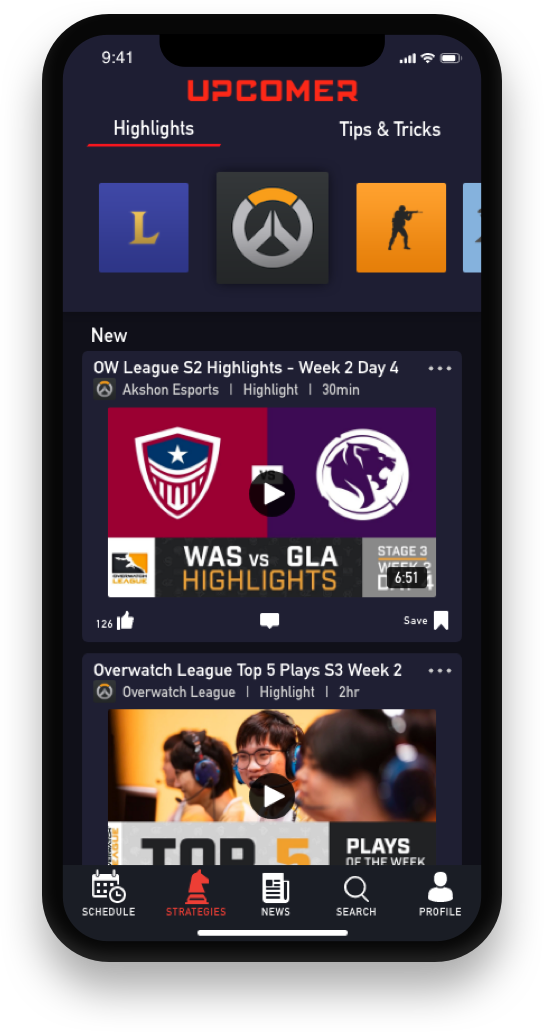 9:41
UPCOMER
Highlights
Tips & Tricks
L
New
OW League S2 Highlights - Week 2 Day 4
Akshon Esports | Highlight | 30min
VS
WAS VS GLA
HIGHLIGHTS
OVERWATCH
LEAGUE
STAGE 3
WEEK 2
6:51
126
Save
Overwatch League Top 5 Plays S3 Week 2
Overwatch League | Highlight | 2hr
LEAGUE
TOP 5
PLAYS
OF THE WEEK
SCHEDULE
STRATEGIES
NEWS
SEARCH
PROFILE